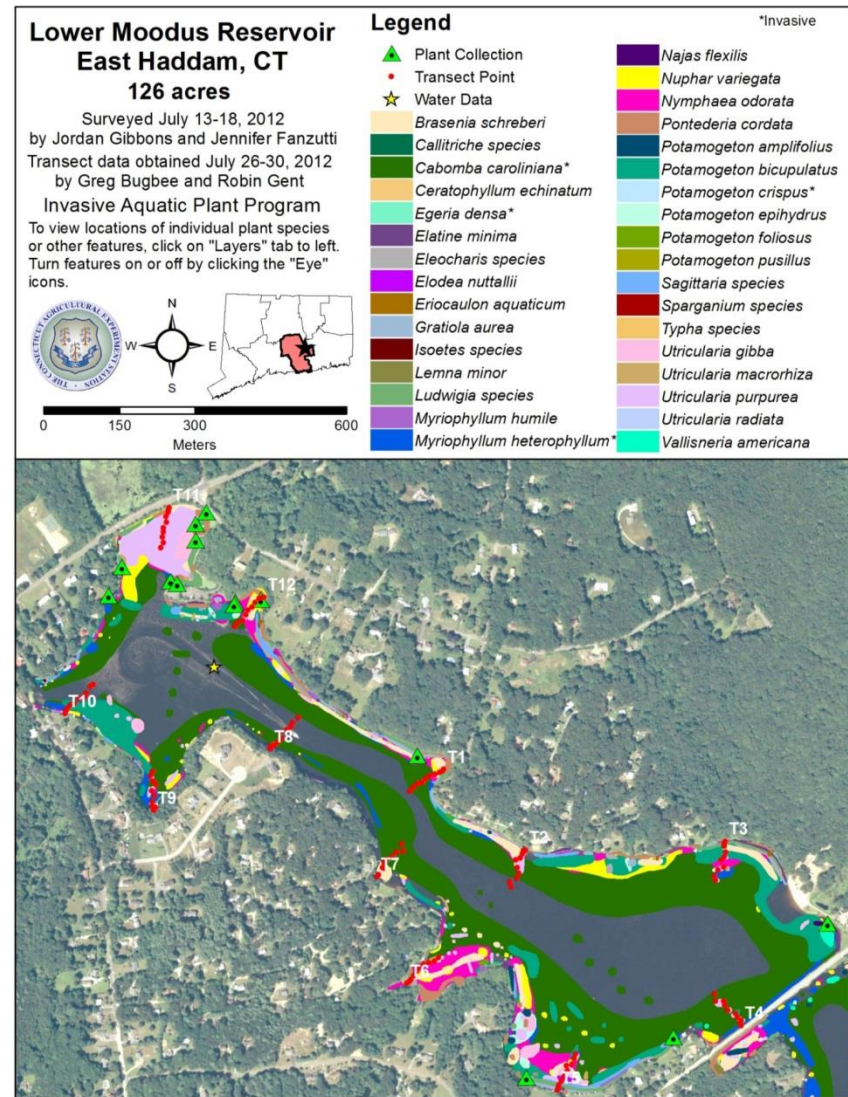 Lower Moodus Reservoir
East Haddam, CT
126 acres
Surveyed July 13-18, 2012
by Jordan Gibbons and Jennifer Fanzutti
Transect data obtained July 26-30, 2012
by Greg Bugbee and Robin Gent
Invasive Aquatic Plant Program
To view locations of individual plant species
or other features, click on "Layers" tab to left.
Turn features on or off by clicking the "Eye"
icons.
THE CONNECTICUT AGRICULTURAL EXPERIMENT STATION
N
W
E
S
0 150 300 600
Meters
Legend
*Invasive
Plant Collection
Transect Point
Water Data
Brasenia schreberi
Callitriche species
Cabomba caroliniana*
Ceratophyllum echinatum
Egeria densa*
Elatine minima
Eleocharis species
Elodea nuttallii
Eriocaulon aquaticum
Gratiola aurea
Isoetes species
Lemna minor
Ludwigia species
Myriophyllum humile
Myriophyllum heterophyllum*
Najas flexilis
Nuphar variegata
Nymphaea odorata
Pontederia cordata
Potamogeton amplifolius
Potamogeton bicupulatus
Potamogeton crispus*
Potamogeton epihydrus
Potamogeton foliosus
Potamogeton pusillus
Sagittaria species
Sparganium species
Typha species
Utricularia gibba
Utricularia macrorhiza
Utricularia purpurea
Utricularia radiata
Vallisneria americana
T11
T12
T10
T8
T1
T9
T2
T3
T7
T6
T4